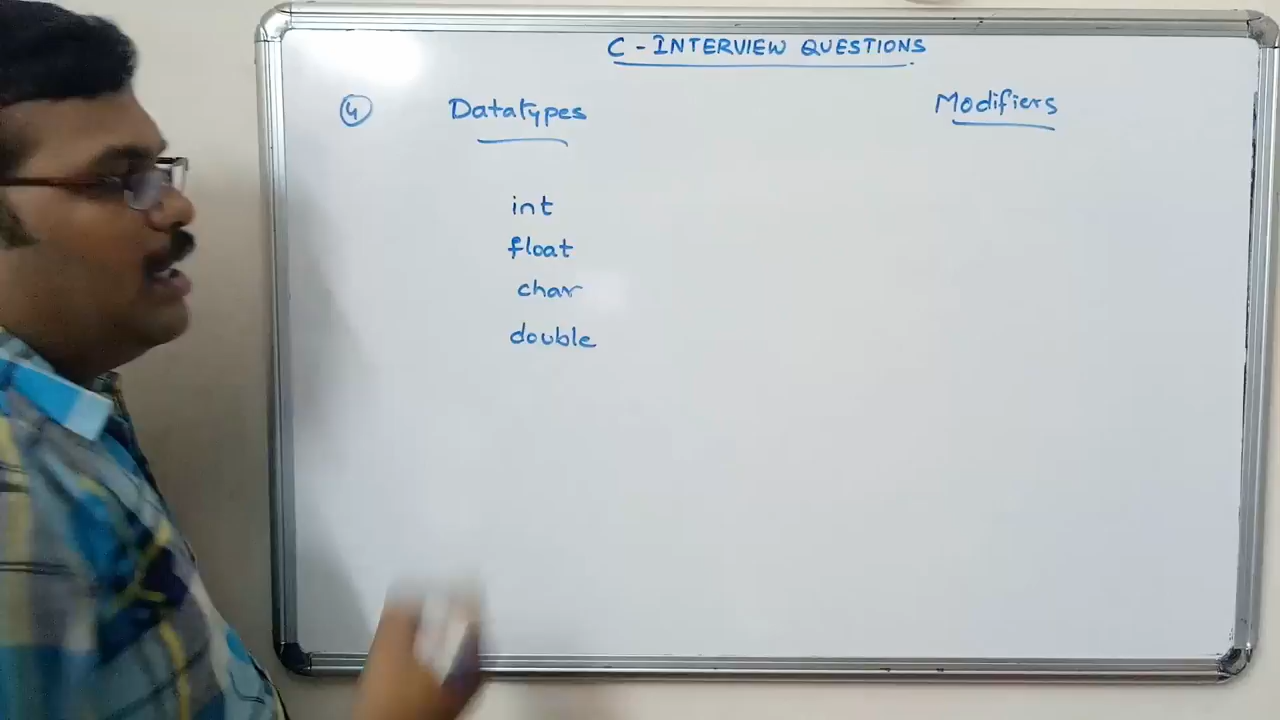 C - INTERVIEW QUESTIONS
4 Datatypes Modifiers
int
float
char
double